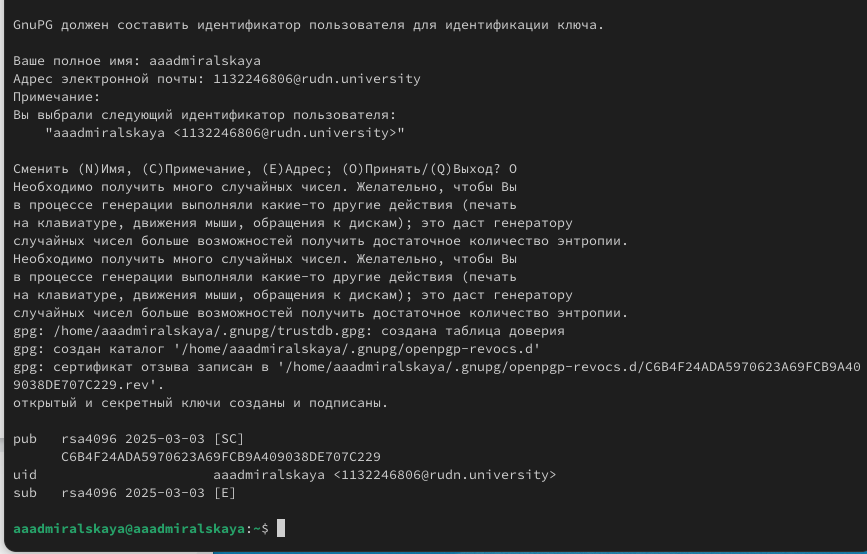 GnuPG должен составить идентификатор пользователя для идентификации ключа.
Ваше полное имя: aaadmiralskaya
Адрес электронной почты: 1132246806@rudn.university
Примечание:
Вы выбрали следующий идентификатор пользователя:
"aaadmiralskaya <1132246806@rudn.university>"
Сменить (N)Имя, (C)Примечание, (E)Адрес; (O)Принять/(Q)Выход? O
Необходимо получить много случайных чисел. Желательно, чтобы Вы
в процессе генерации выполняли какие-то другие действия (печать
на клавиатуре, движения мыши, обращения к дискам); это даст генератору
случайных чисел больше возможностей получить достаточное количество энтропии.
Необходимо получить много случайных чисел. Желательно, чтобы Вы
в процессе генерации выполняли какие-то другие действия (печать
на клавиатуре, движения мыши, обращения к дискам); это даст генератору
случайных чисел больше возможностей получить достаточное количество энтропии.
gpg: /home/aaadmiralskaya/.gnupg/trustdb.gpg: создана таблица доверия
gpg: создан каталог '/home/aaadmiralskaya/.gnupg/openpgp-revocs.d'
gpg: сертификат отзыва записан в '/home/aaadmiralskaya/.gnupg/openpgp-revocs.d/C6B4F24ADA5970623A69FCB9A40
9038DE707C229.rev'.
открытый и секретный ключи созданы и подписаны.
pub   rsa4096 2025-03-03 [SC]
C6B4F24ADA5970623A69FCB9A409038DE707C229
uid                      aaadmiralskaya <1132246806@rudn.university>
sub   rsa4096 2025-03-03 [E]
aaadmiralskaya@aaadmiralskaya:~$